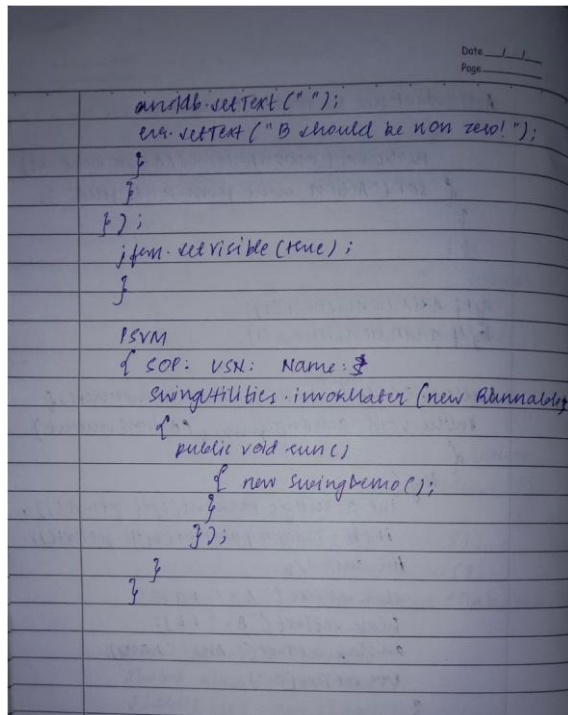 Date / /
Page
anslab.setText(" ");
err.setText("B should be non zero!");
}
}
});
jfrm.setVisible(true);
}
PSVM
{ SOP: USN: Name:
SwingUtilities.invokeLater(new Runnable()
{
public void run()
{ new SwingDemo();
}
});
}
}